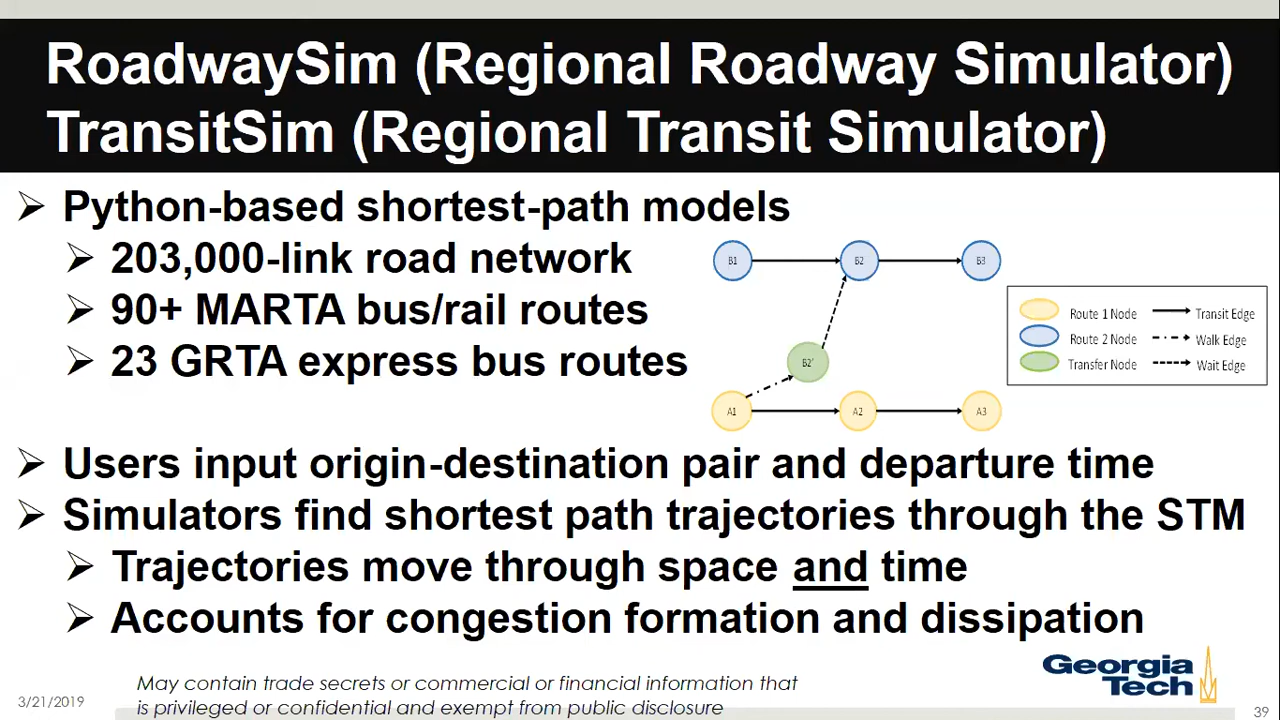 RoadwaySim (Regional Roadway Simulator)
TransitSim (Regional Transit Simulator)
Python-based shortest-path models
203,000-link road network
90+ MARTA bus/rail routes
23 GRTA express bus routes
B1
B2
B3
B2'
A1
A2
A3
Route 1 Node
Transit Edge
Route 2 Node
Walk Edge
Transfer Node
Wait Edge
Users input origin-destination pair and departure time
Simulators find shortest path trajectories through the STM
Trajectories move through space and time
Accounts for congestion formation and dissipation
Georgia
Tech
3/21/2019
May contain trade secrets or commercial or financial information that
is privileged or confidential and exempt from public disclosure
39